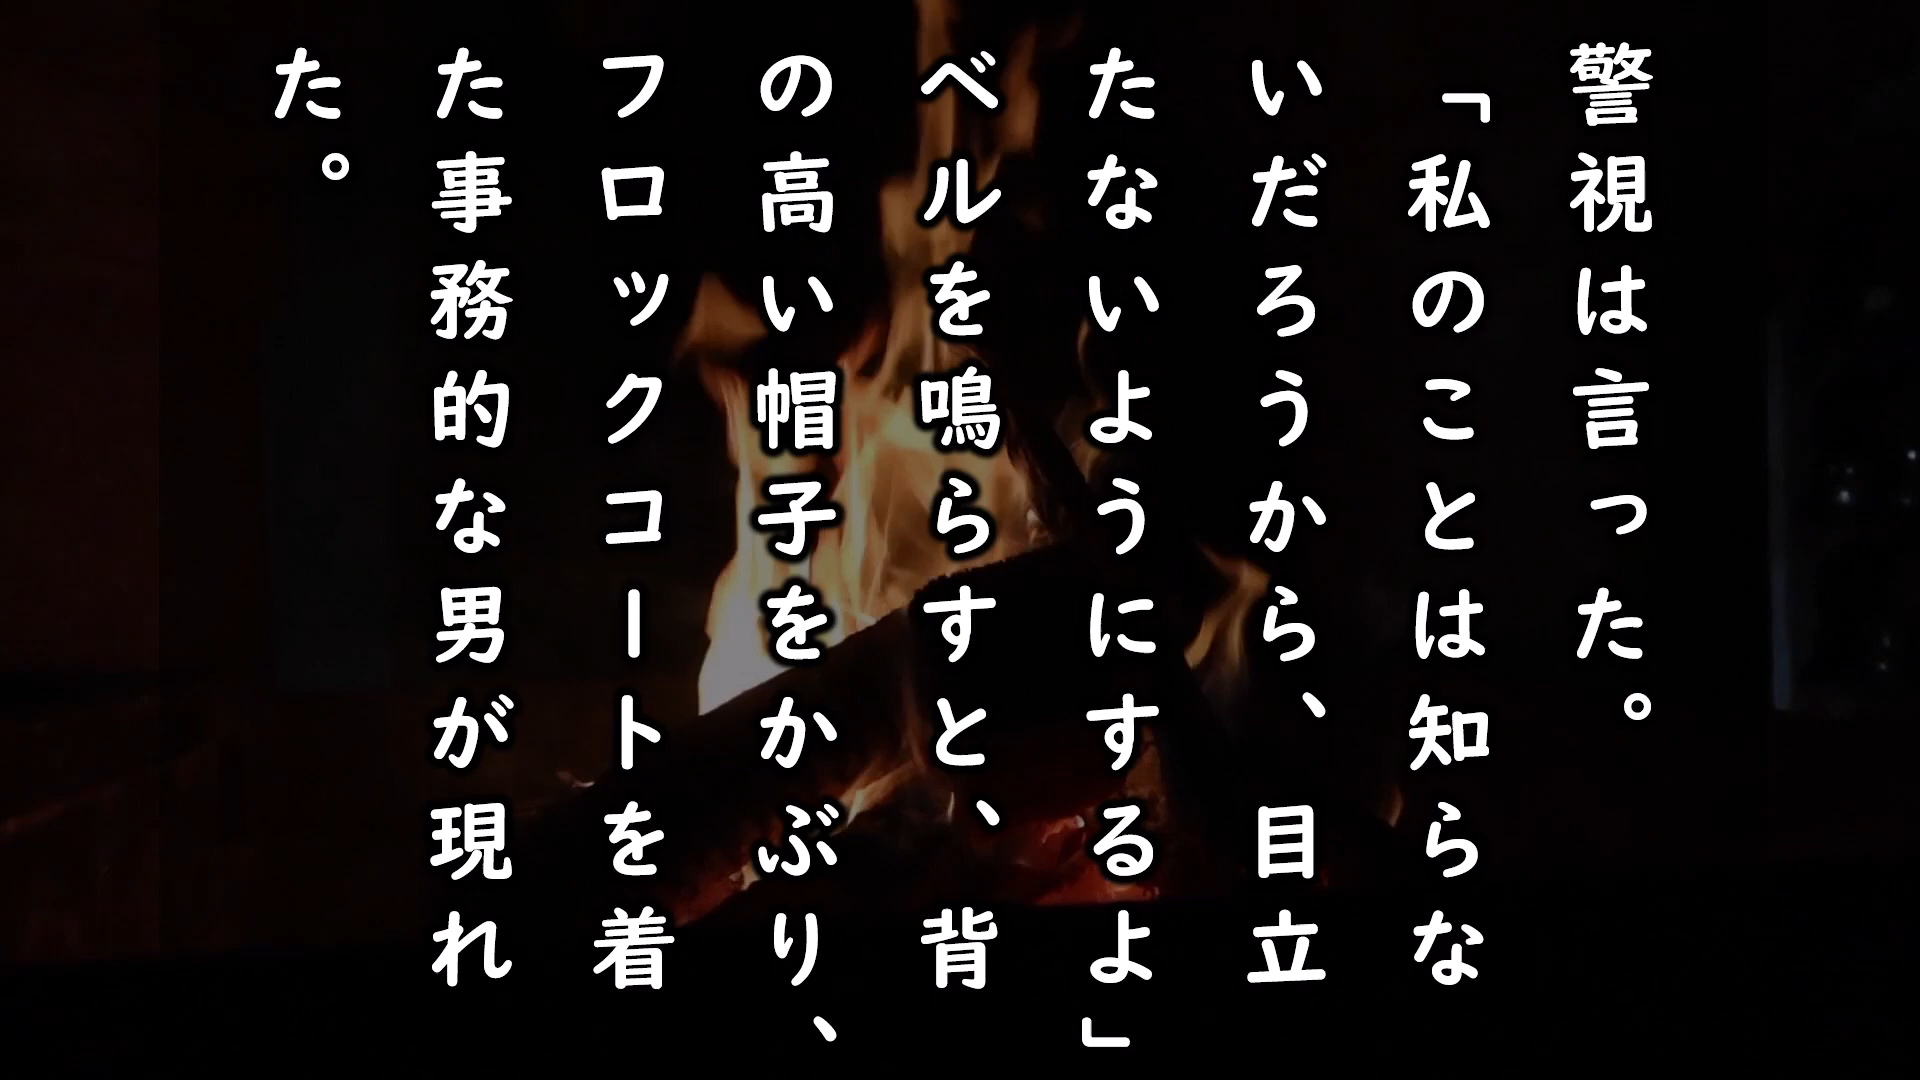 警視は言った。
「私のことは知らな
いだろうから、目立
たないようにするよ」
ベルを鳴らすと、背
の高い帽子をかぶり、
フロックコートを着
た事務的な男が現れ
た。